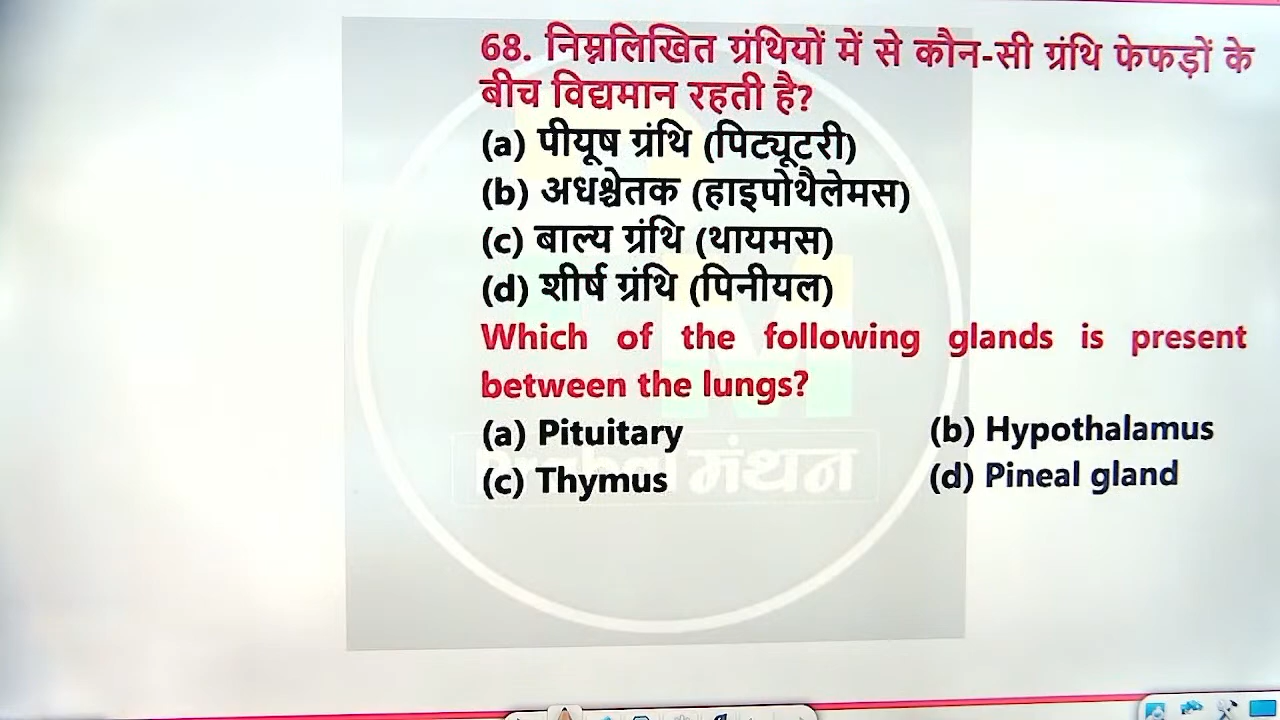 68. निम्नलिखित ग्रंथियों में से कौन-सी ग्रंथि फेफड़ों के
बीच विद्यमान रहती है?
(a) पीयूष ग्रंथि (पिट्यूटरी)
(b) अधश्चेतक (हाइपोथैलेमस)
(c) बाल्य ग्रंथि (थायमस)
(d) शीर्ष ग्रंथि (पिनीयल)
Which of the following glands is present
between the lungs?
(a) Pituitary (b) Hypothalamus
(c) Thymus (d) Pineal gland
मंथन